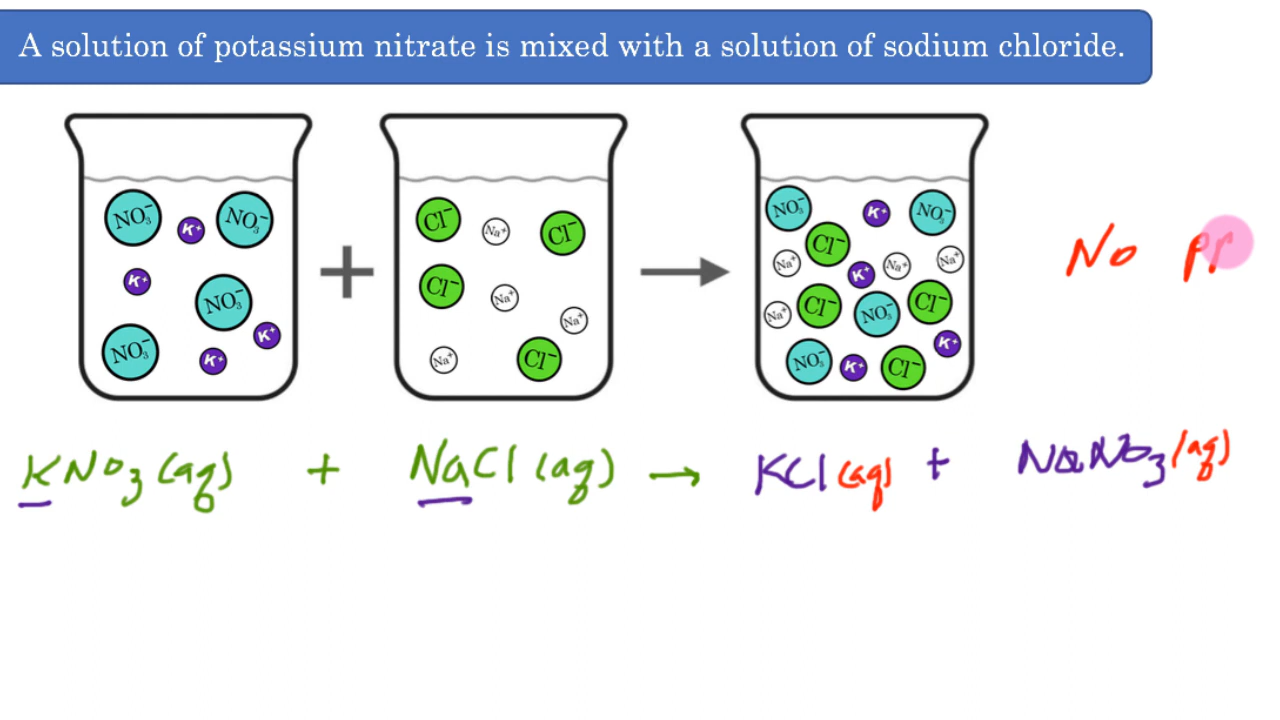 A solution of potassium nitrate is mixed with a solution of sodium chloride.
NO₃⁻ K⁺ NO₃⁻
K⁺
NO₃⁻
K⁺
NO₃⁻ K⁺
+
Cl⁻ Na⁺ Cl⁻
Cl⁻ Na⁺
Na⁺
Na⁺ Cl⁻
NO₃⁻ K⁺ NO₃⁻
Cl⁻
Na⁺ K⁺ Na⁺ Na⁺
Na⁺ Cl⁻ NO₃⁻ Cl⁻
K⁺
NO₃⁻ K⁺ Cl⁻
No pr
KNO₃ (aq) + NaCl (aq) → KCl (aq) + NaNO₃ (aq)